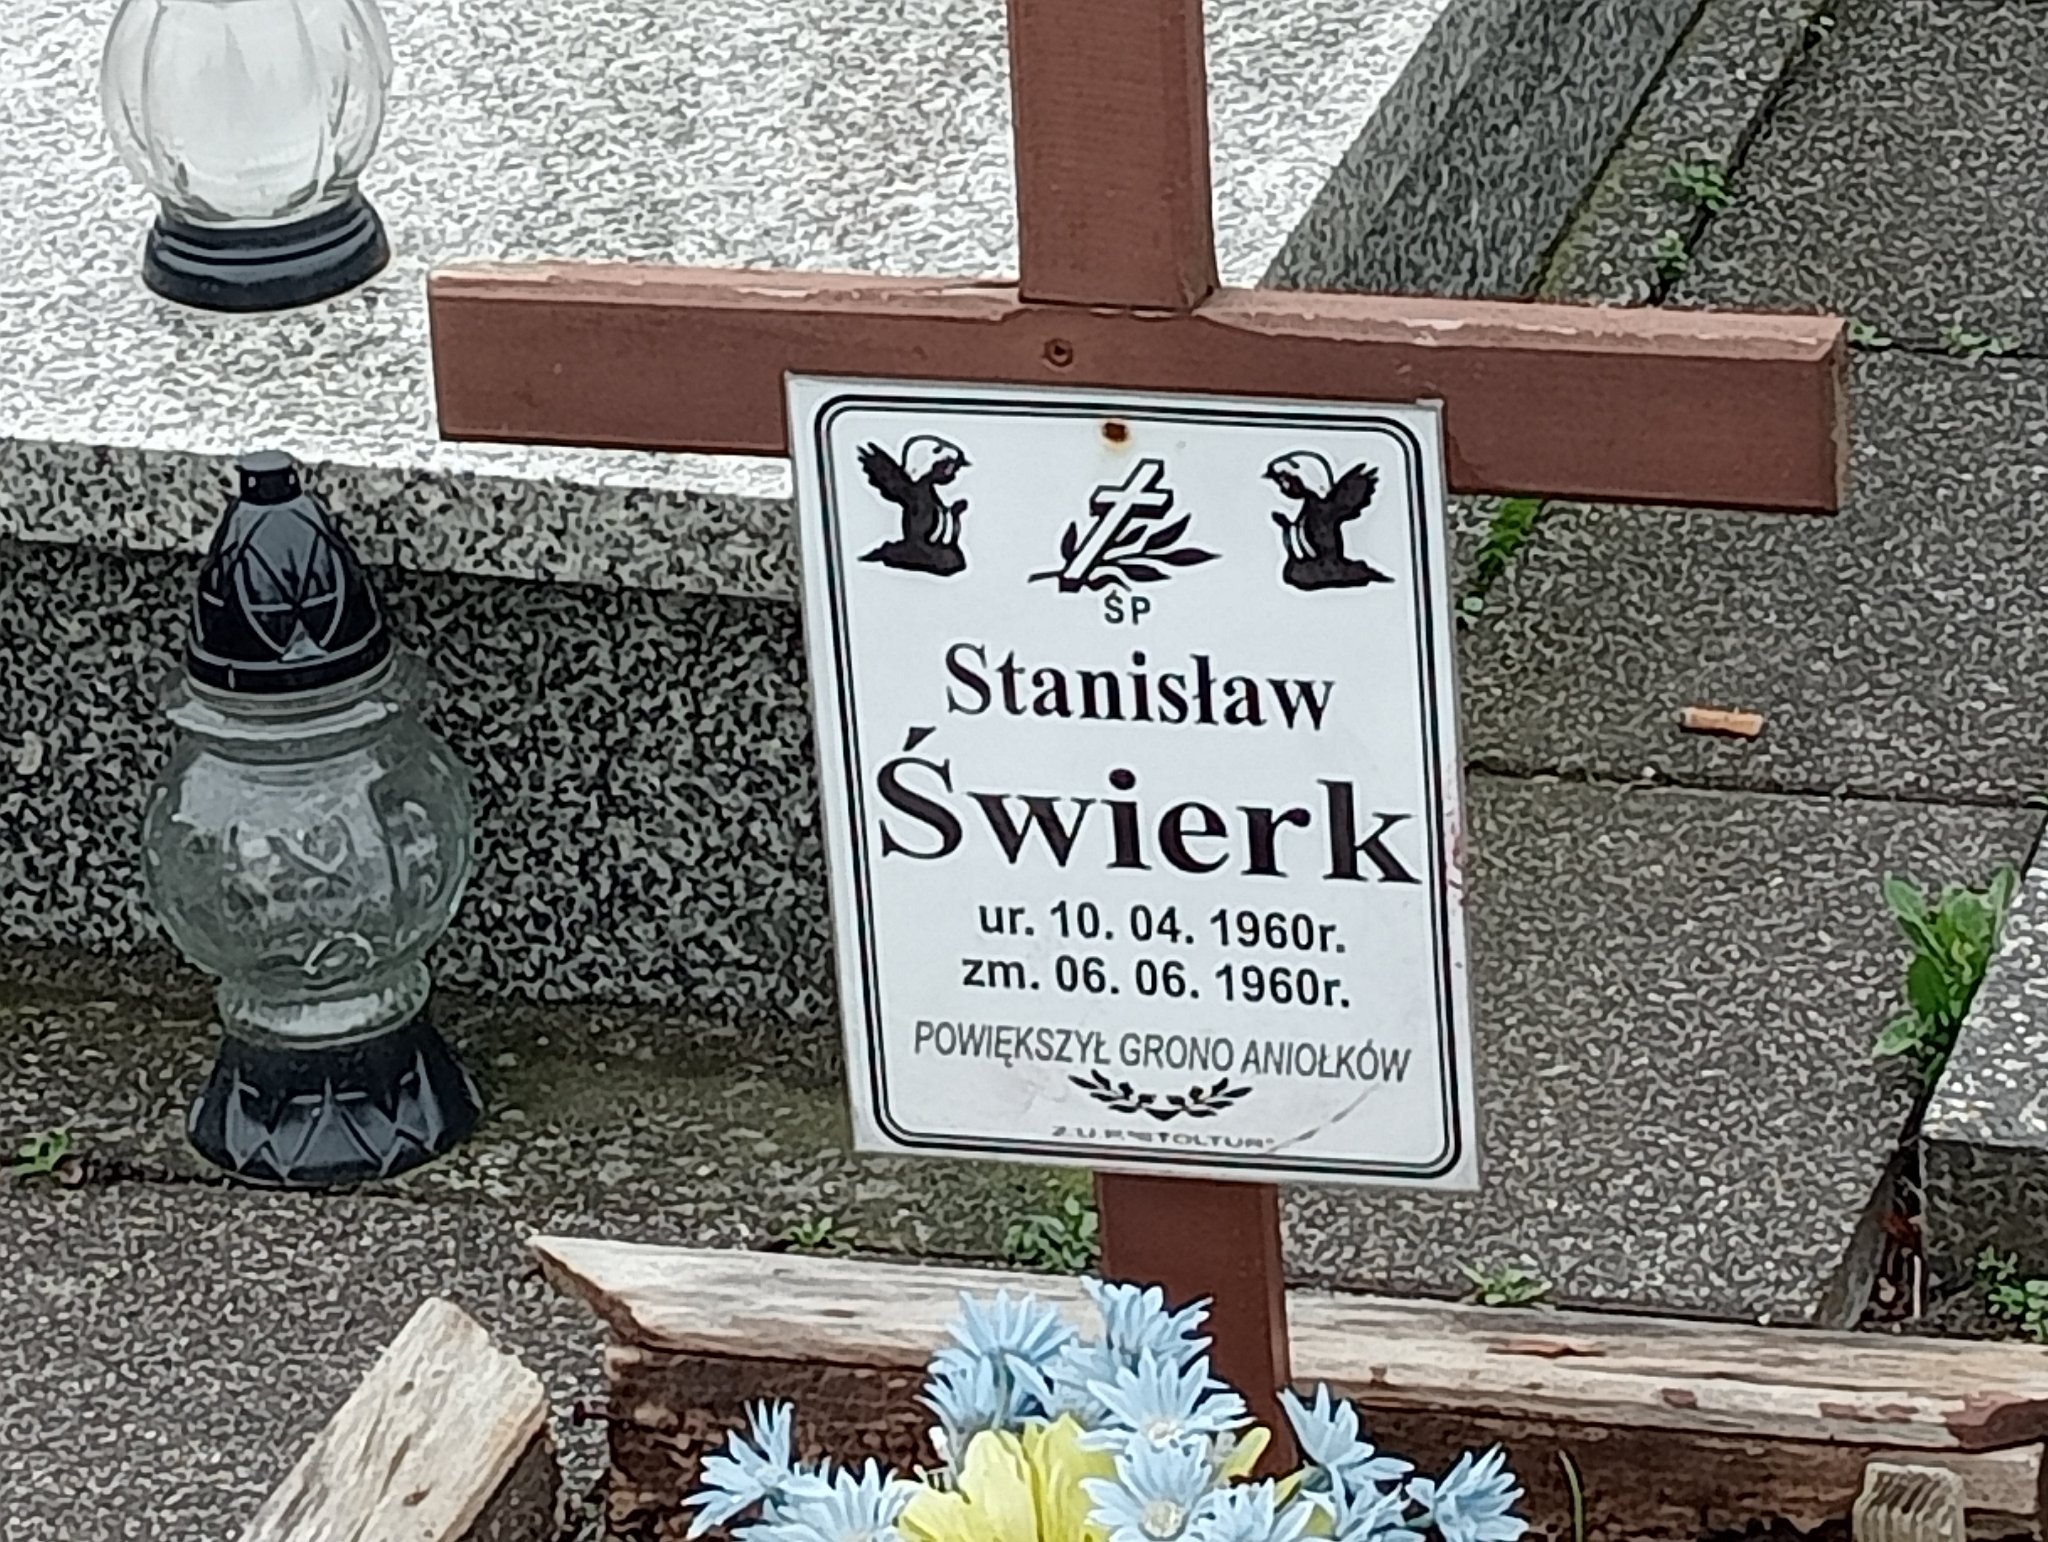 ŚP
Stanisław
Świerk
ur. 10. 04. 1960r.
zm. 06. 06. 1960r.
POWIĘKSZYŁ GRONO ANIOŁKÓW